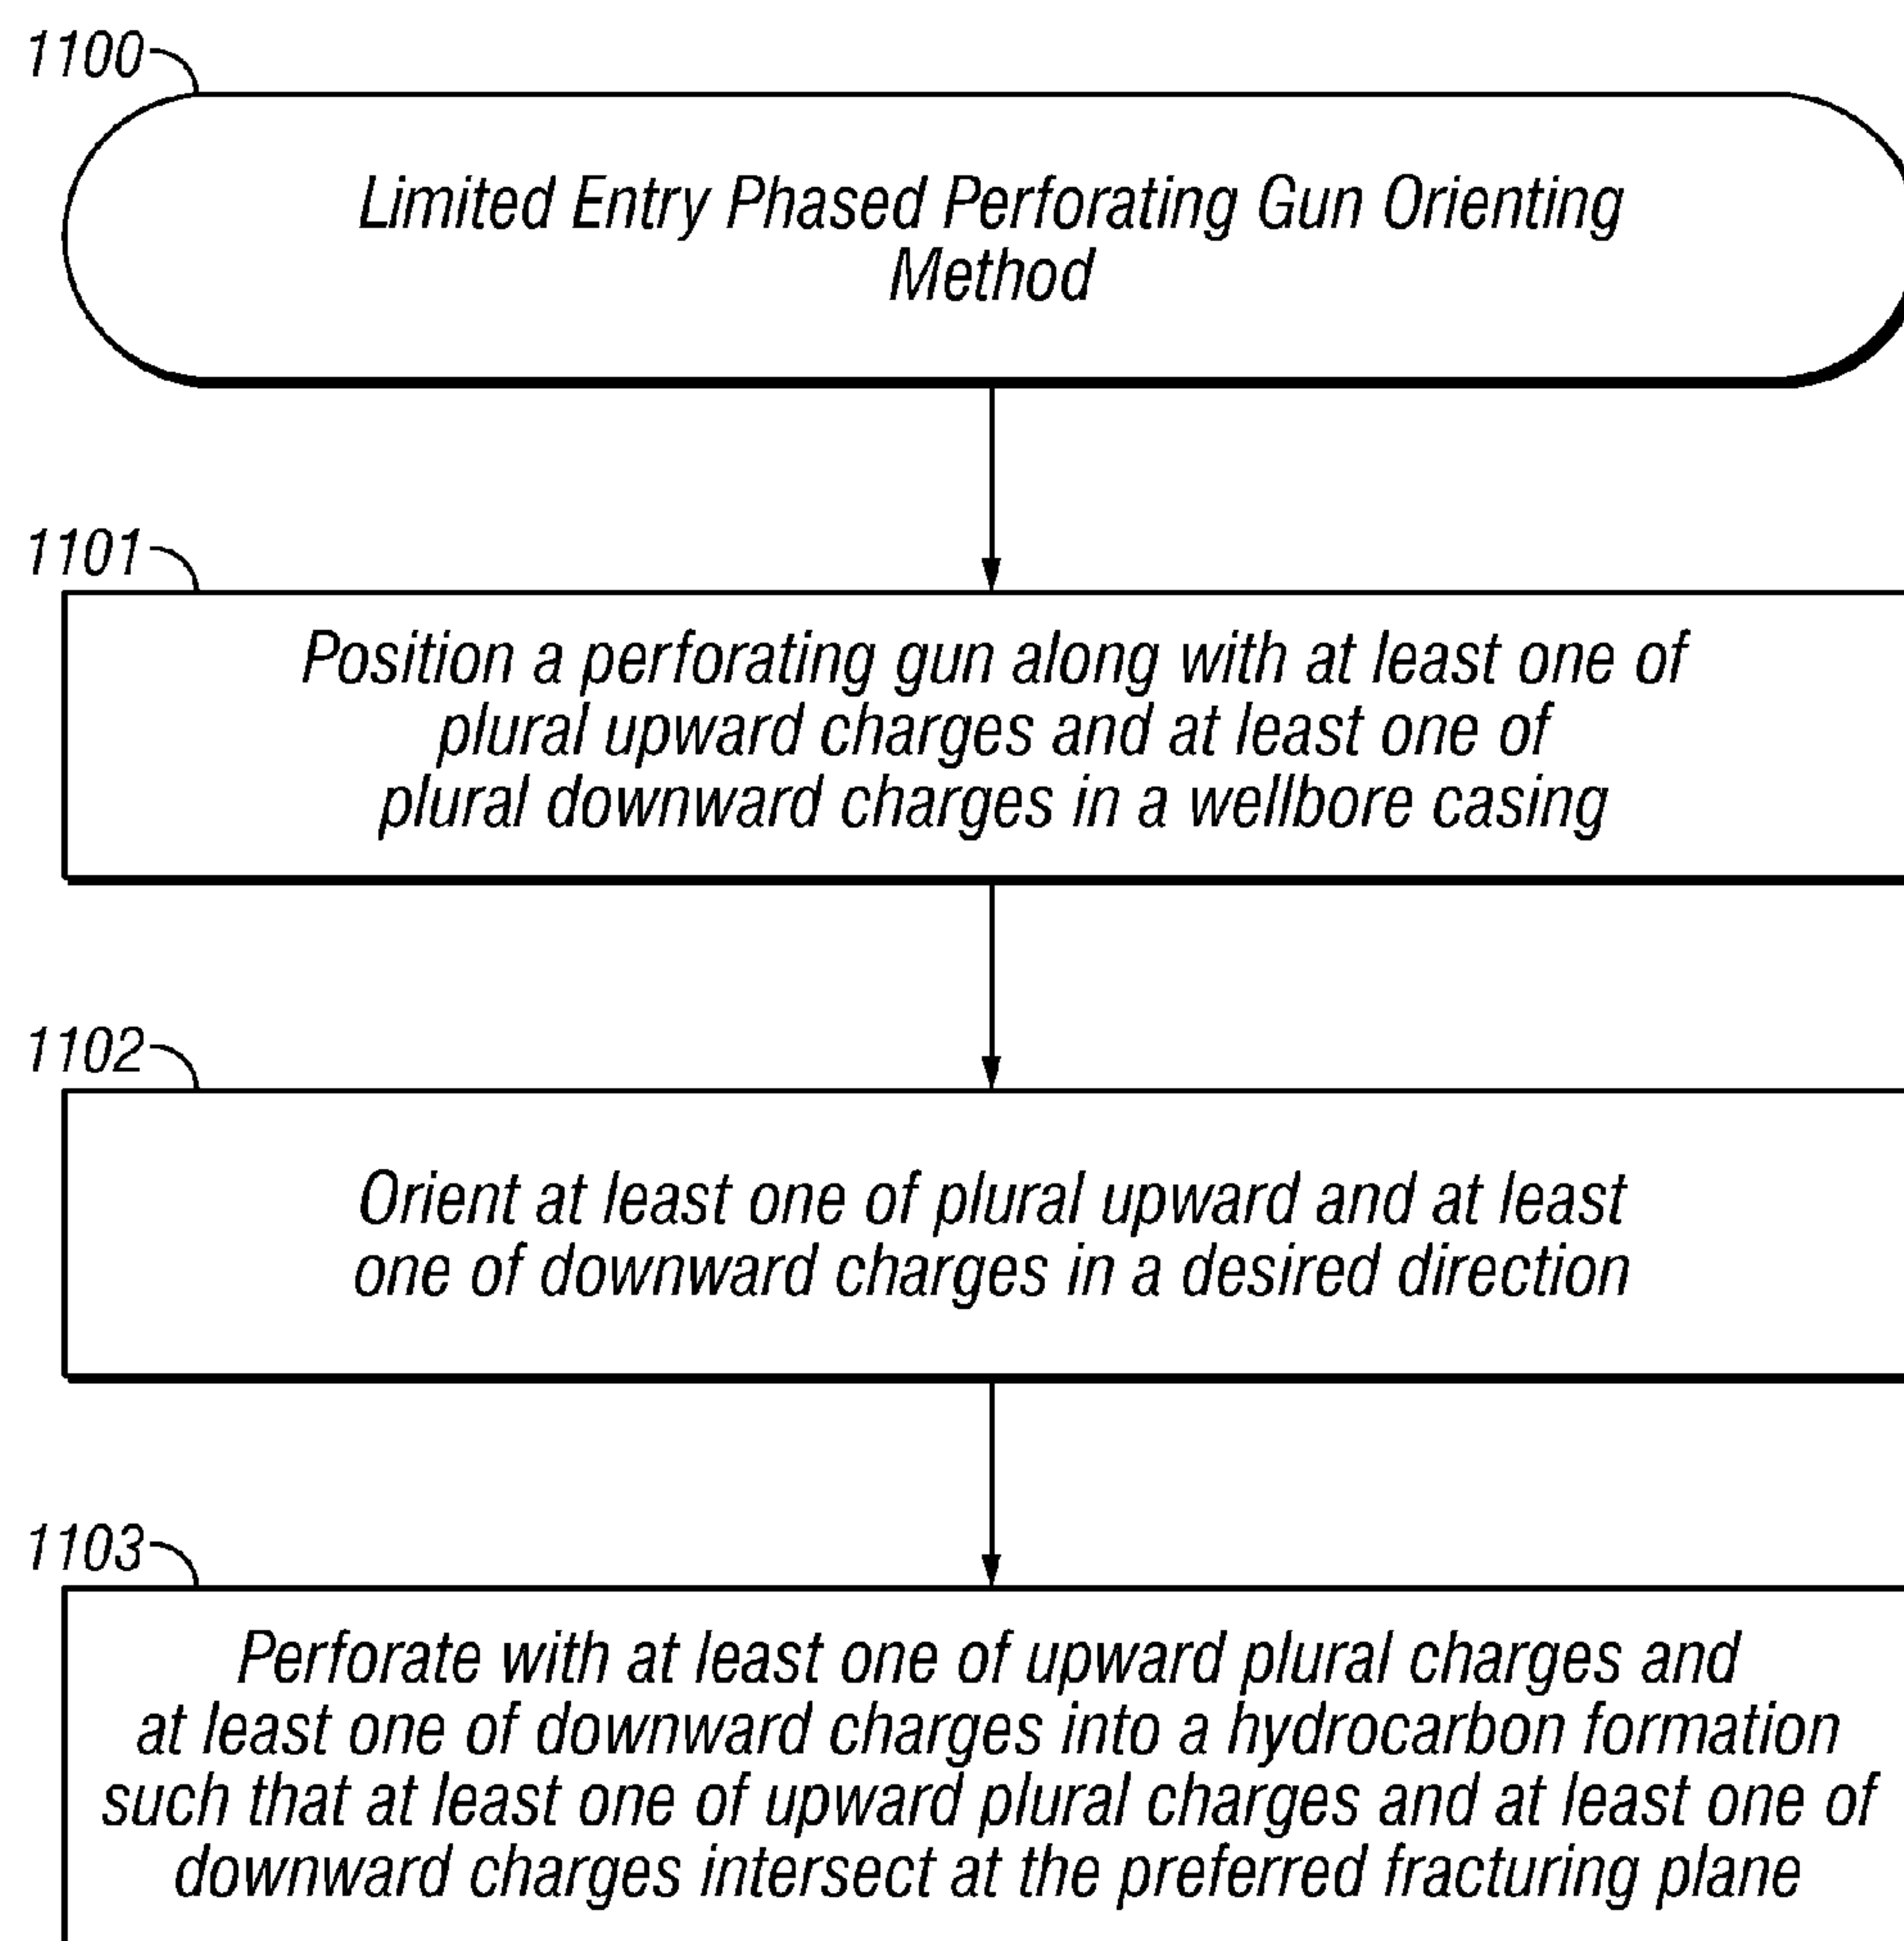 1100
Limited Entry Phased Perforating Gun Orienting
Method
1101
Position a perforating gun along with at least one of
plural upward charges and at least one of
plural downward charges in a wellbore casing
1102
Orient at least one of plural upward and at least
one of downward charges in a desired direction
1103
Perforate with at least one of upward plural charges and
at least one of downward charges into a hydrocarbon formation
such that at least one of upward plural charges and at least one of
downward charges intersect at the preferred fracturing plane